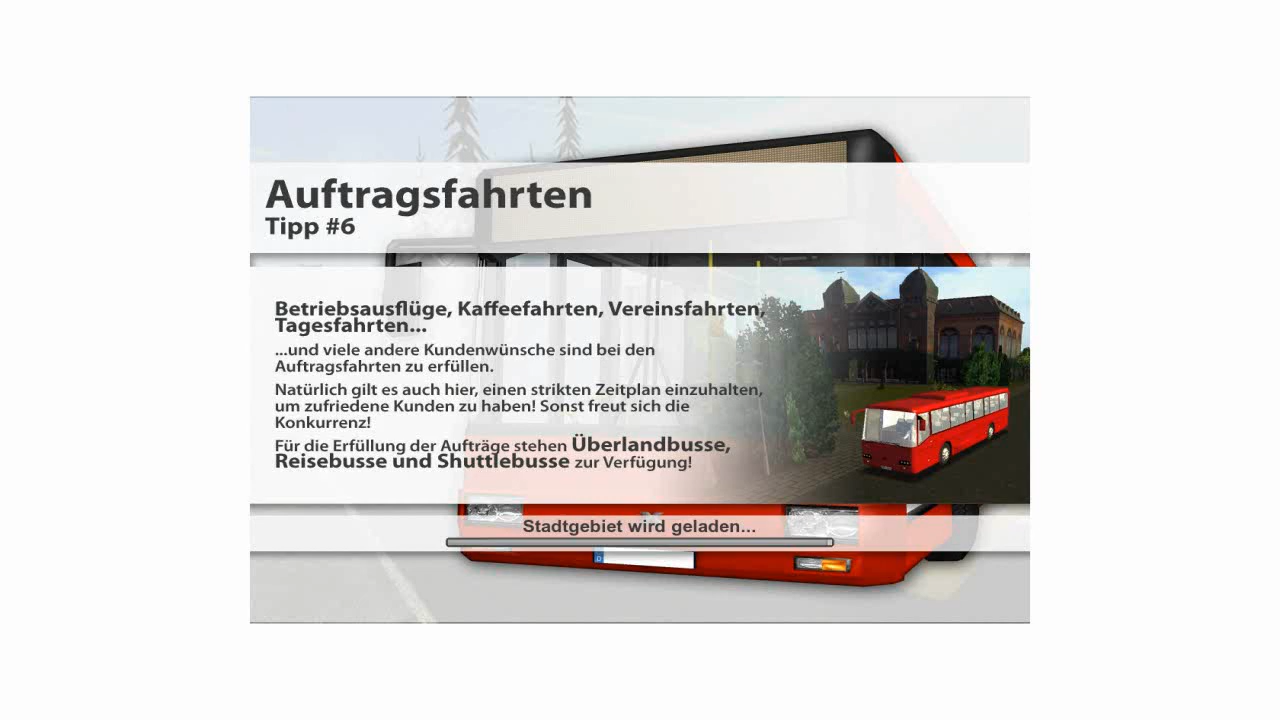 Auftragsfahrten
Tipp #6
Betriebsausflüge, Kaffeefahrten, Vereinsfahrten,
Tagesfahrten...
...und viele andere Kundenwünsche sind bei den
Auftragsfahrten zu erfüllen.
Natürlich gilt es auch hier, einen strikten Zeitplan einzuhalten,
um zufriedene Kunden zu haben! Sonst freut sich die
Konkurrenz!
Für die Erfüllung der Aufträge stehen Überlandbusse,
Reisebusse und Shuttlebusse zur Verfügung!
Stadtgebiet wird geladen...